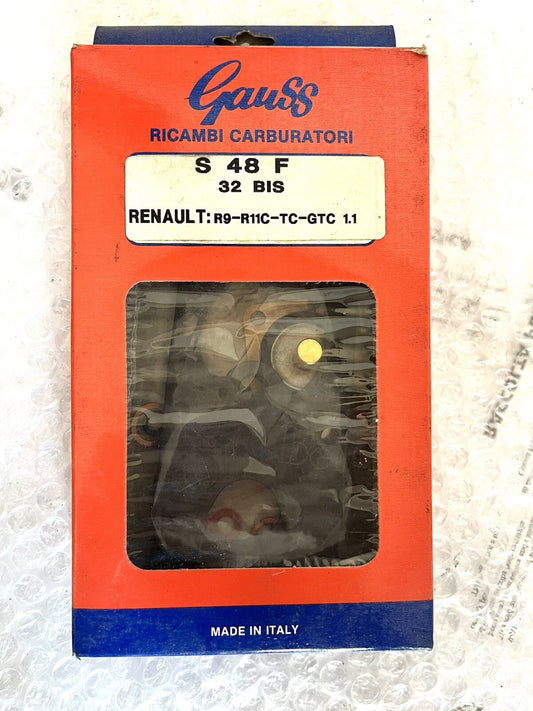 Gauss
RICAMBI CARBURATORI
S 48 F
32 BIS
RENAULT: R9-R11C-TC-GTC 1.1
MADE IN ITALY